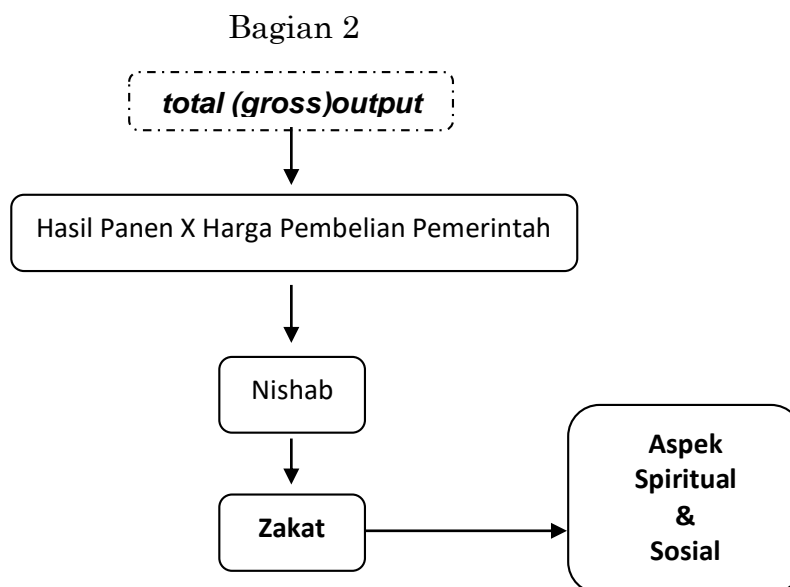 Bagian 2
total (gross)output
Hasil Panen X Harga Pembelian Pemerintah
Nishab
Zakat
Aspek
Spiritual
&
Sosial